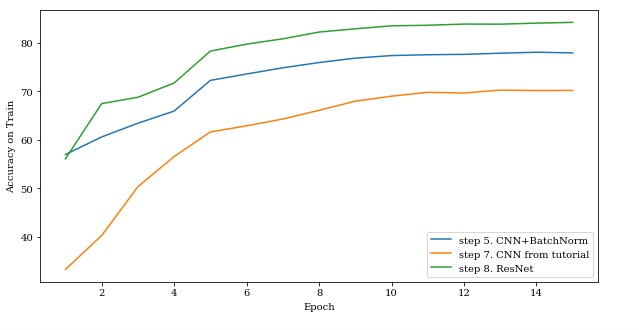 80
70
60
50
40
Accuracy on Train
2
4
6
8
10
12
14
Epoch
step 5. CNN+BatchNorm
step 7. CNN from tutorial
step 8. ResNet